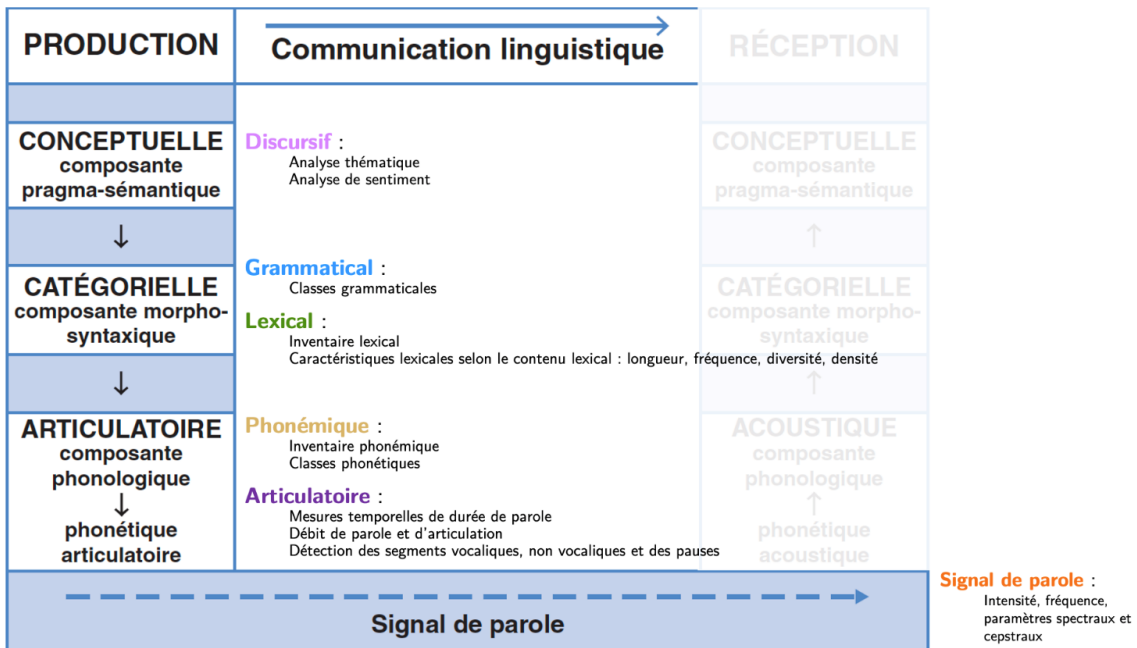 PRODUCTION
Communication linguistique
RÉCEPTION
CONCEPTUELLE
composante
pragma-sémantique
↓
CATÉGORIELLE
composante morpho-
syntaxique
↓
ARTICULATOIRE
composante
phonologique
↓
phonétique
articulatoire
Discursif :
Analyse thématique
Analyse de sentiment
Grammatical :
Classes grammaticales
Lexical :
Inventaire lexical
Caractéristiques lexicales selon le contenu lexical : longueur, fréquence, diversité, densité
Phonémique :
Inventaire phonémique
Classes phonétiques
Articulatoire :
Mesures temporelles de durée de parole
Débit de parole et d'articulation
Détection des segments vocaliques, non vocaliques et des pauses
CONCEPTUELLE
composante
pragma-sémantique
↑
CATÉGORIELLE
composante morpho-
syntaxique
↑
ACOUSTIQUE
composante
phonologique
↑
phonétique
acoustique
Signal de parole
Signal de parole :
Intensité, fréquence,
paramètres spectraux et
cepstraux